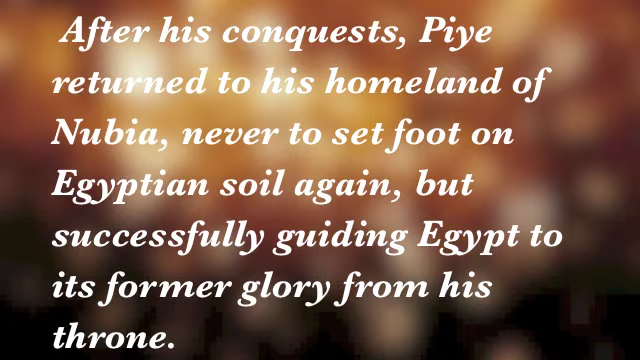 After his conquests, Piye
returned to his homeland of
Nubia, never to set foot on
Egyptian soil again, but
successfully guiding Egypt to
its former glory from his
throne.